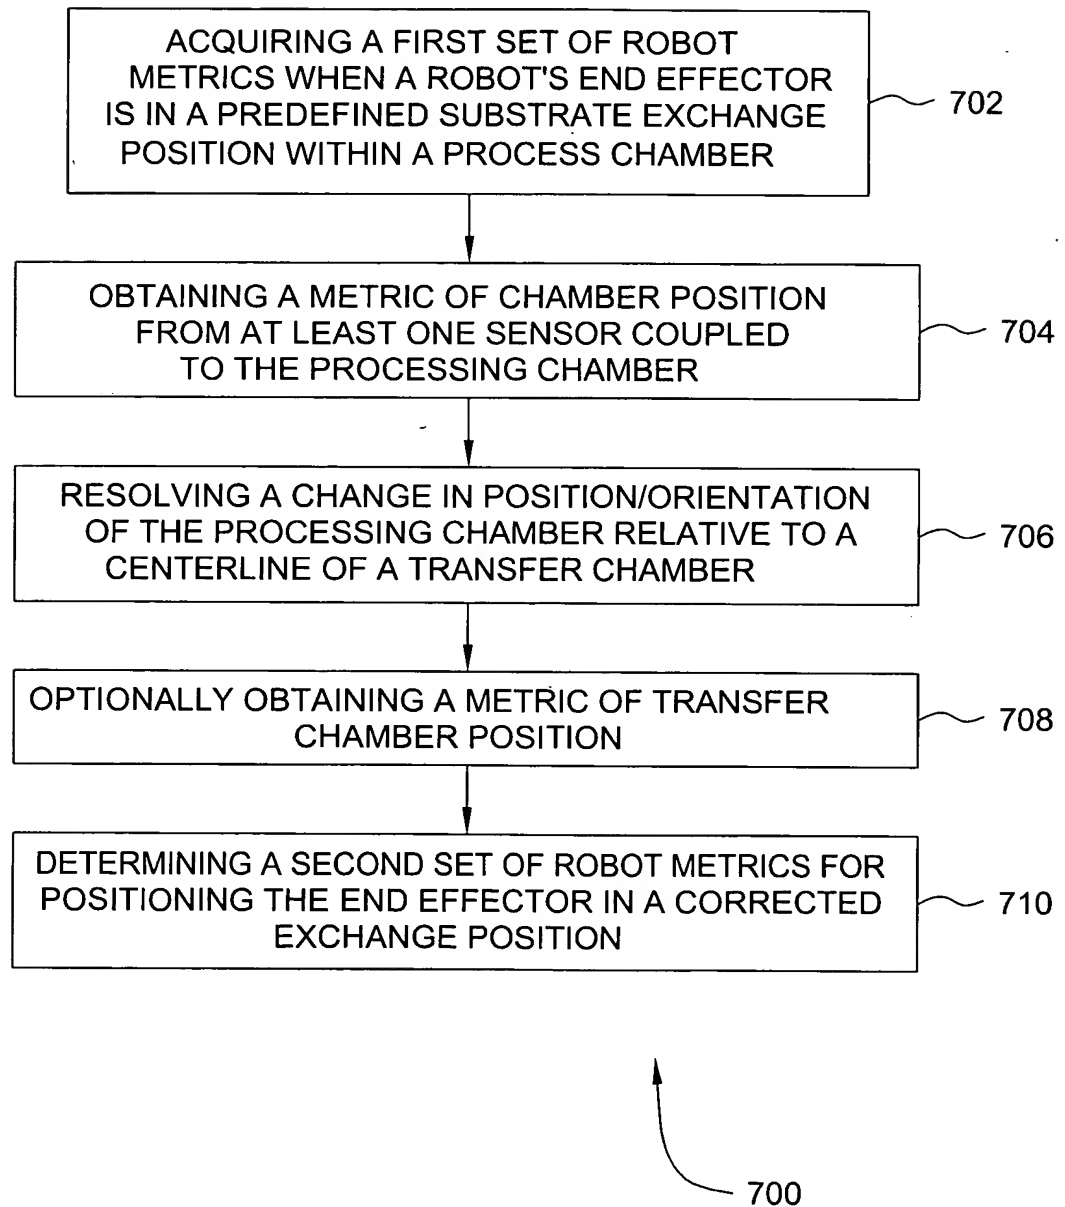 ACQUIRING A FIRST SET OF ROBOT
METRICS WHEN A ROBOT'S END EFFECTOR
IS IN A PREDEFINED SUBSTRATE EXCHANGE
POSITION WITHIN A PROCESS CHAMBER
702
OBTAINING A METRIC OF CHAMBER POSITION
FROM AT LEAST ONE SENSOR COUPLED
TO THE PROCESSING CHAMBER
704
RESOLVING A CHANGE IN POSITION/ORIENTATION
OF THE PROCESSING CHAMBER RELATIVE TO A
CENTERLINE OF A TRANSFER CHAMBER
706
OPTIONALLY OBTAINING A METRIC OF TRANSFER
CHAMBER POSITION
708
DETERMINING A SECOND SET OF ROBOT METRICS FOR
POSITIONING THE END EFFECTOR IN A CORRECTED
EXCHANGE POSITION
710
700